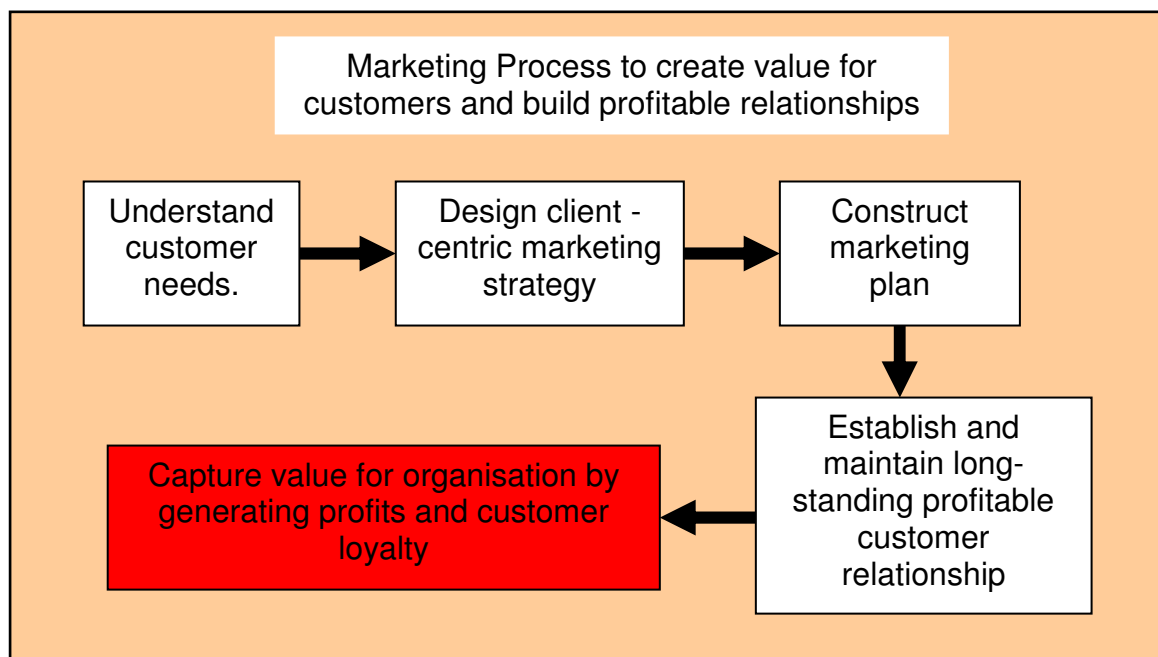 Marketing Process to create value for
customers and build profitable relationships
Understand
customer
needs.
Design client -
centric marketing
strategy
Construct
marketing
plan
Establish and
maintain long-
standing profitable
customer
relationship
Capture value for organisation by
generating profits and customer
loyalty